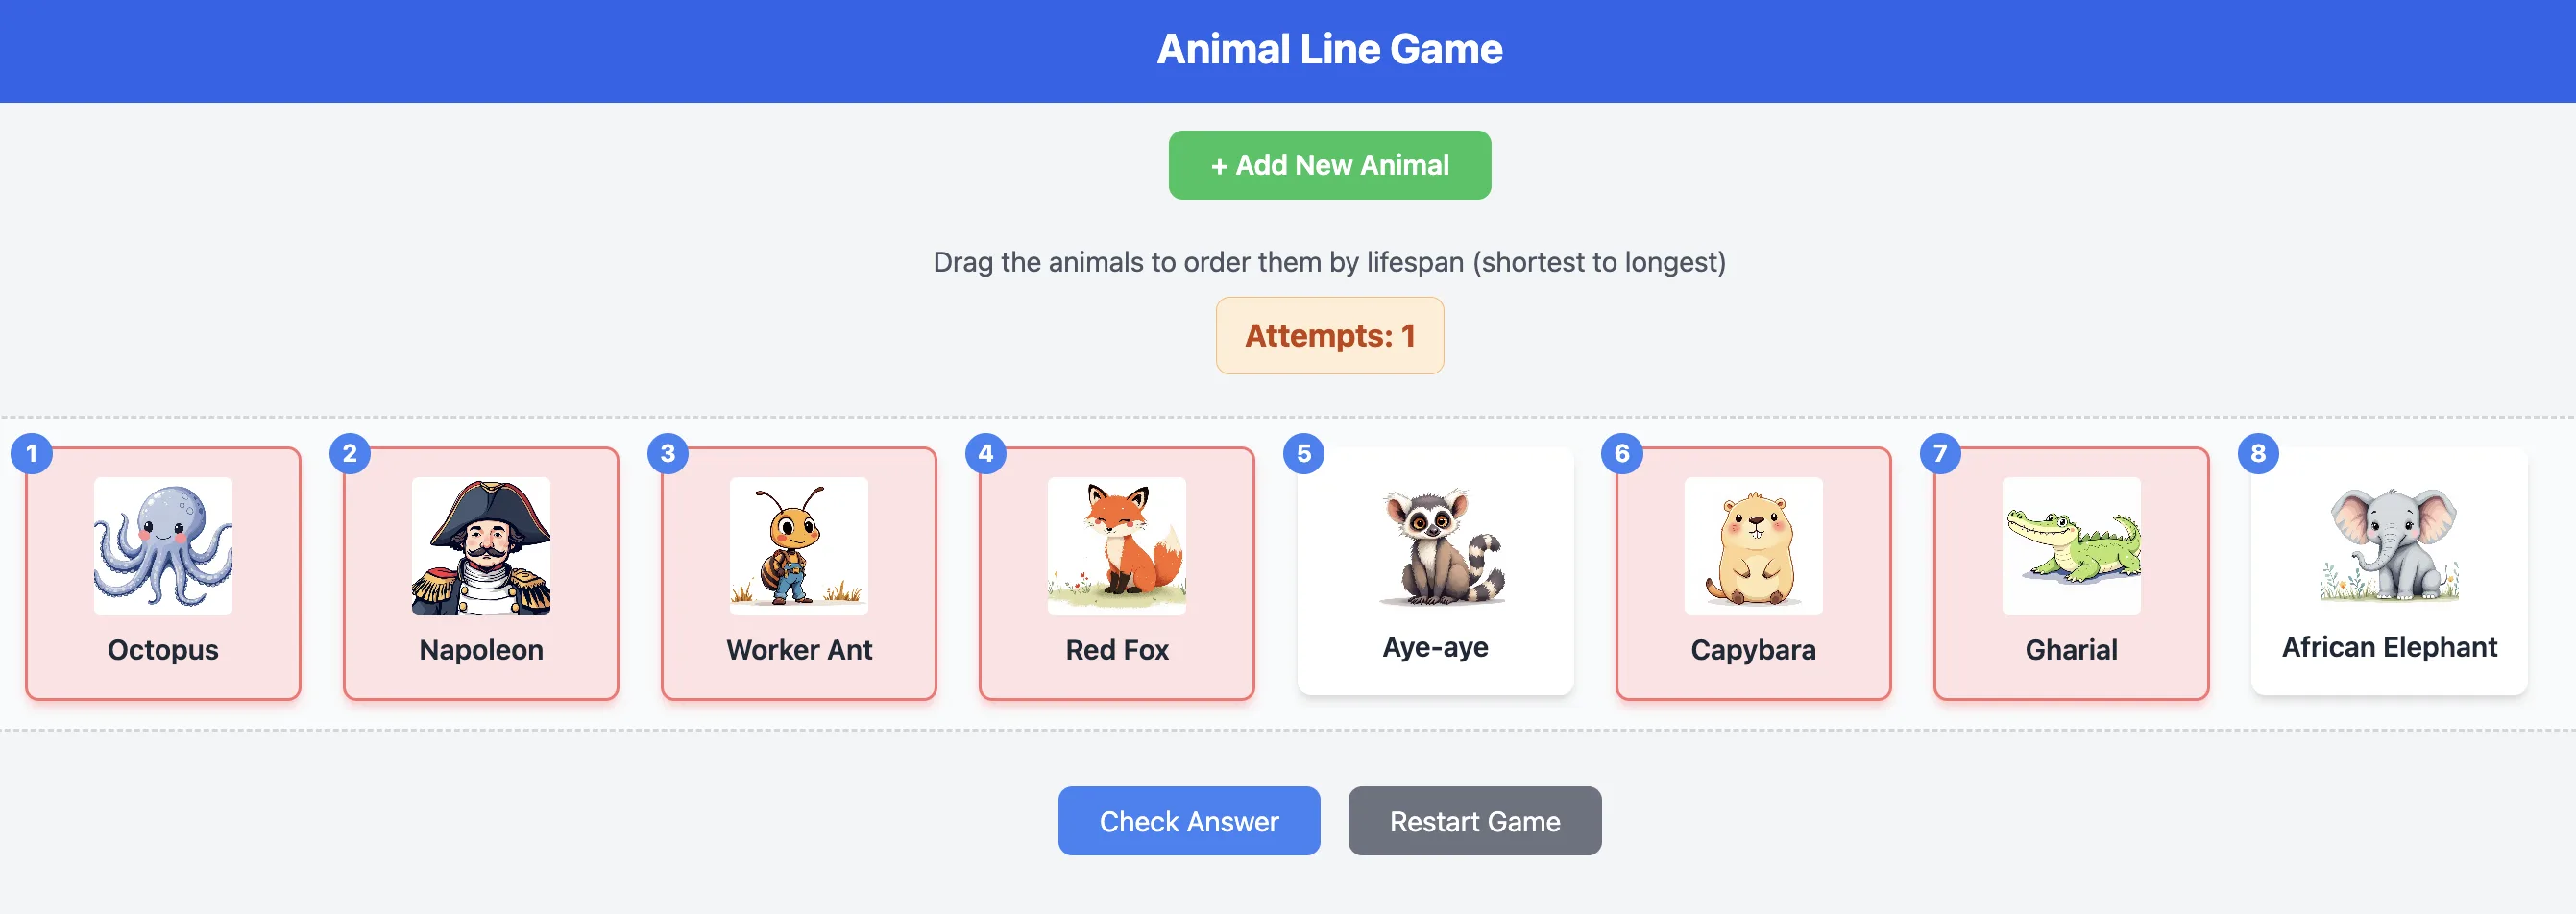 Animal Line Game
+ Add New Animal
Drag the animals to order them by lifespan (shortest to longest)
Attempts: 1
1
2
3
4
5
6
7
8
Octopus
Napoleon
Worker Ant
Red Fox
Aye-aye
Capybara
Gharial
African Elephant
Check Answer
Restart Game